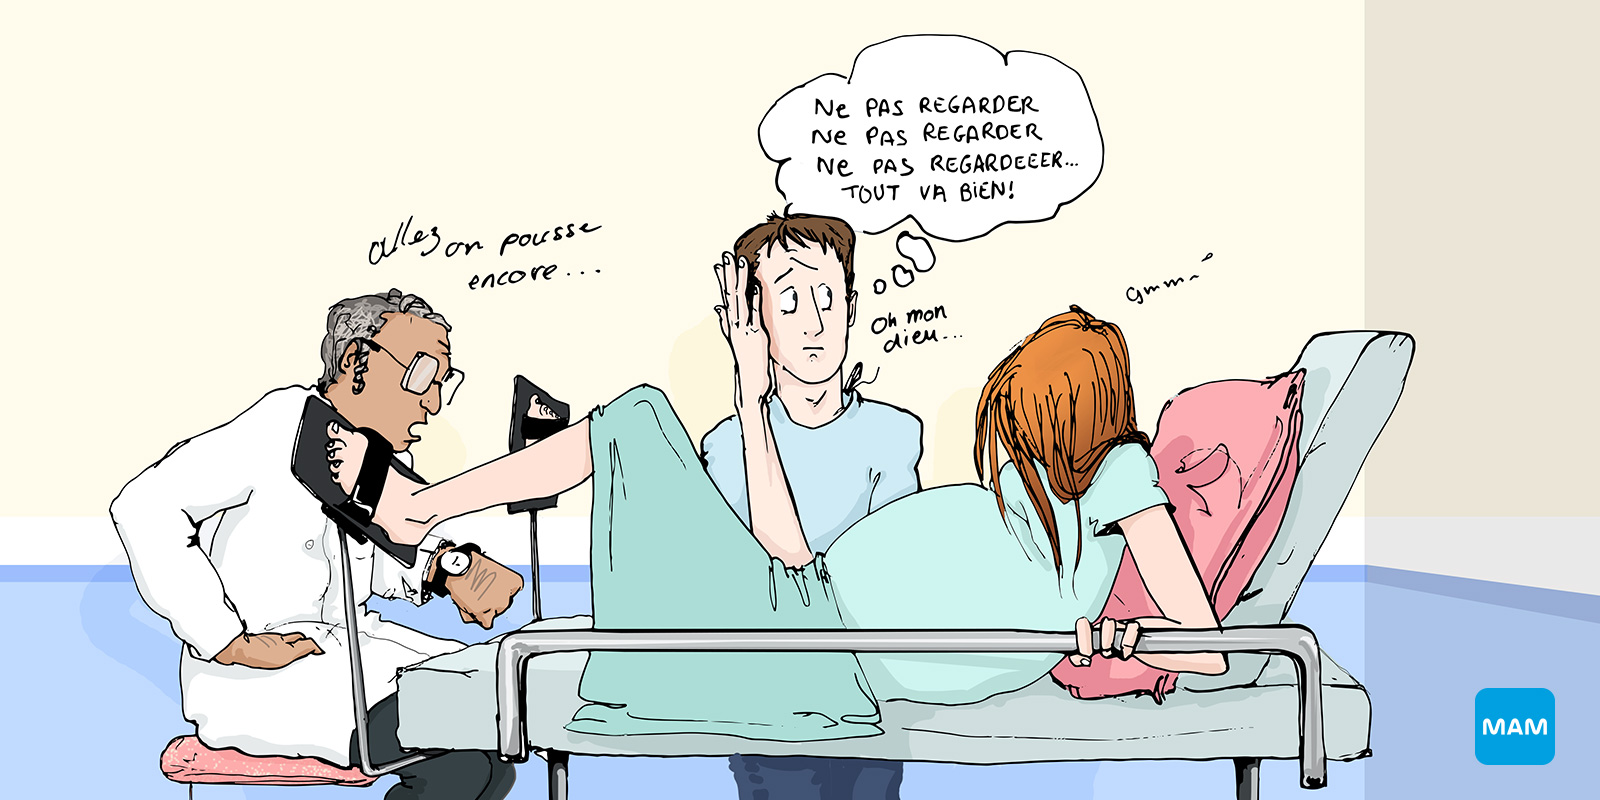 Ne PAS REGARDER
Ne PAS REGARDER
Ne PAS REGARDEEER...
TOUT VA BIEN!
allez on pousse
encore...
Oh mon
dieu...
Gmm...
MAM